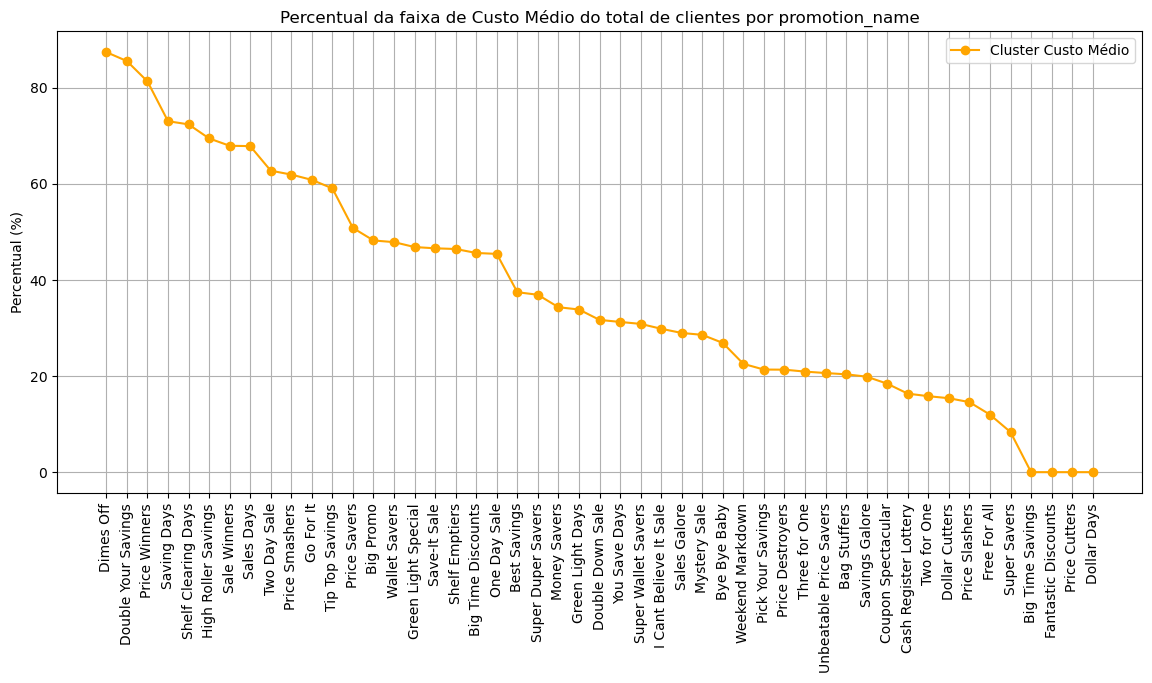 Percentual da faixa de Custo Médio do total de clientes por promotion_name
Cluster Custo Médio
Percentual (%)
80
60
40
20
0
Dimes Off
Double Your Savings
Price Winners
Saving Days
Shelf Clearing Days
High Roller Savings
Sale Winners
Sales Days
Two Day Sale
Price Smashers
Go For It
Tip Top Savings
Price Savers
Big Promo
Wallet Savers
Green Light Special
Save-It Sale
Shelf Emptiers
Big Time Discounts
One Day Sale
Best Savings
Super Duper Savers
Money Savers
Green Light Days
Double Down Sale
You Save Days
Super Wallet Savers
I Cant Believe It Sale
Sales Galore
Mystery Sale
Bye Bye Baby
Weekend Markdown
Pick Your Savings
Price Destroyers
Three for One
Unbeatable Price Savers
Bag Stuffers
Savings Galore
Coupon Spectacular
Cash Register Lottery
Two for One
Dollar Cutters
Price Slashers
Free For All
Super Savers
Big Time Savings
Fantastic Discounts
Price Cutters
Dollar Days